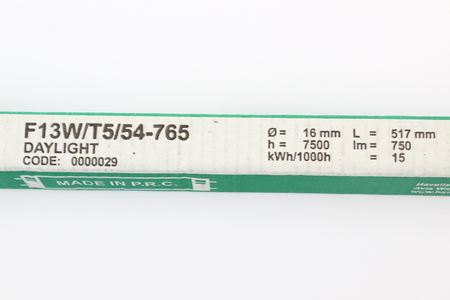 F13W/T5/54-765
DAYLIGHT
CODE: 0000029
Ø = 16 mm L = 517 mm
h = 7500 lm = 750
kWh/1000h = 15
MADE IN P.R.C.